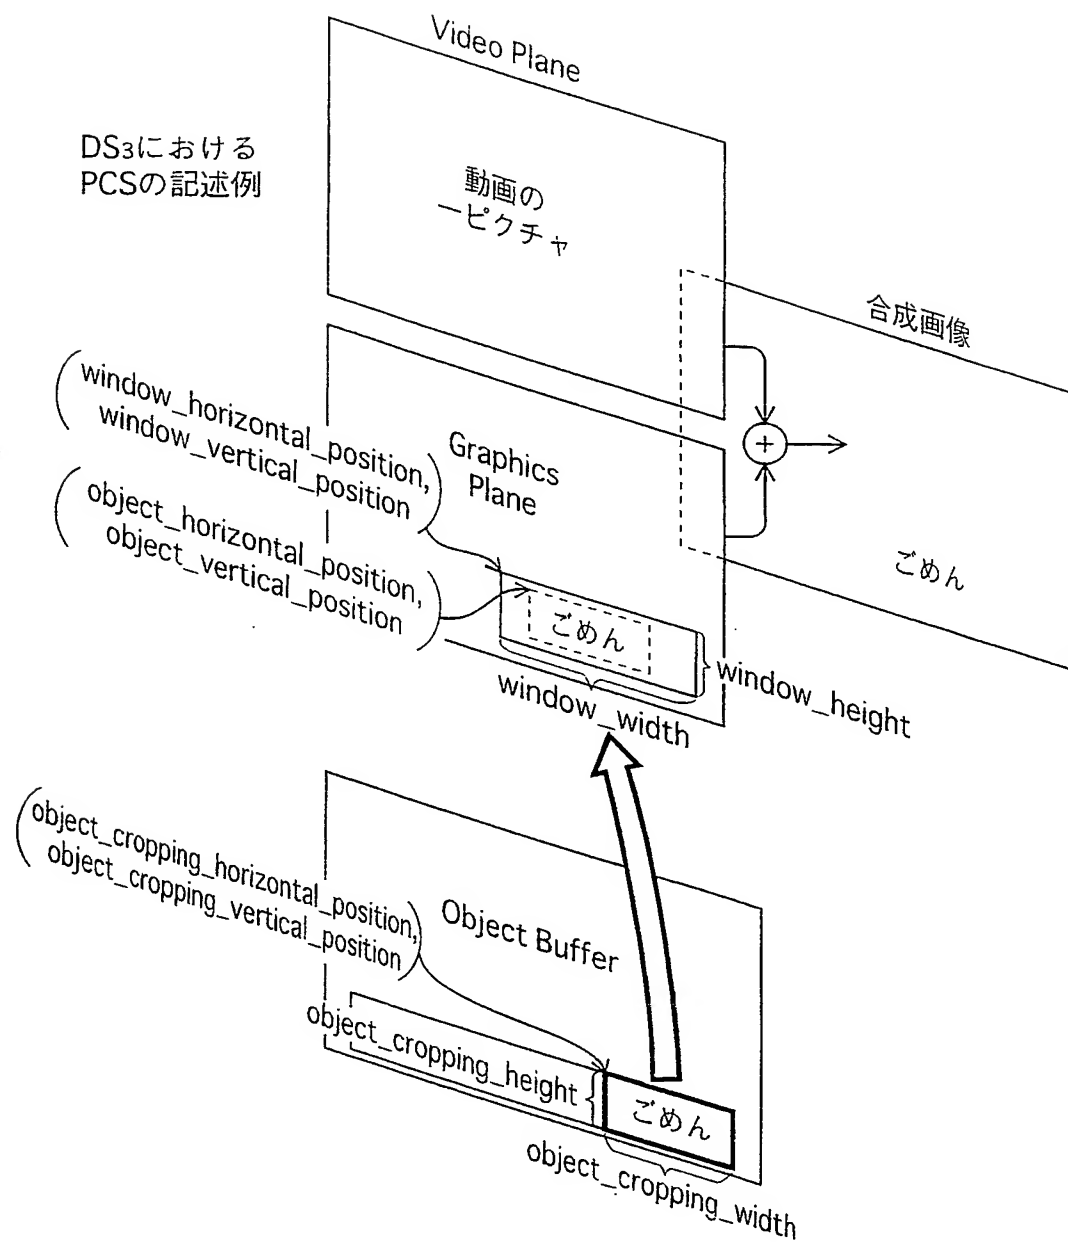 Video Plane
DS3における
PCSの記述例
動画の
一ピクチャ
合成画像
(window_horizontal_position,
window_vertical_position)
Graphics
Plane
(object_horizontal_position,
object_vertical_position)
+
ごめん
ごめん
window_height
window_width
(object_cropping_horizontal_position,
object_cropping_vertical_position)
Object Buffer
object_cropping_height
ごめん
object_cropping_width